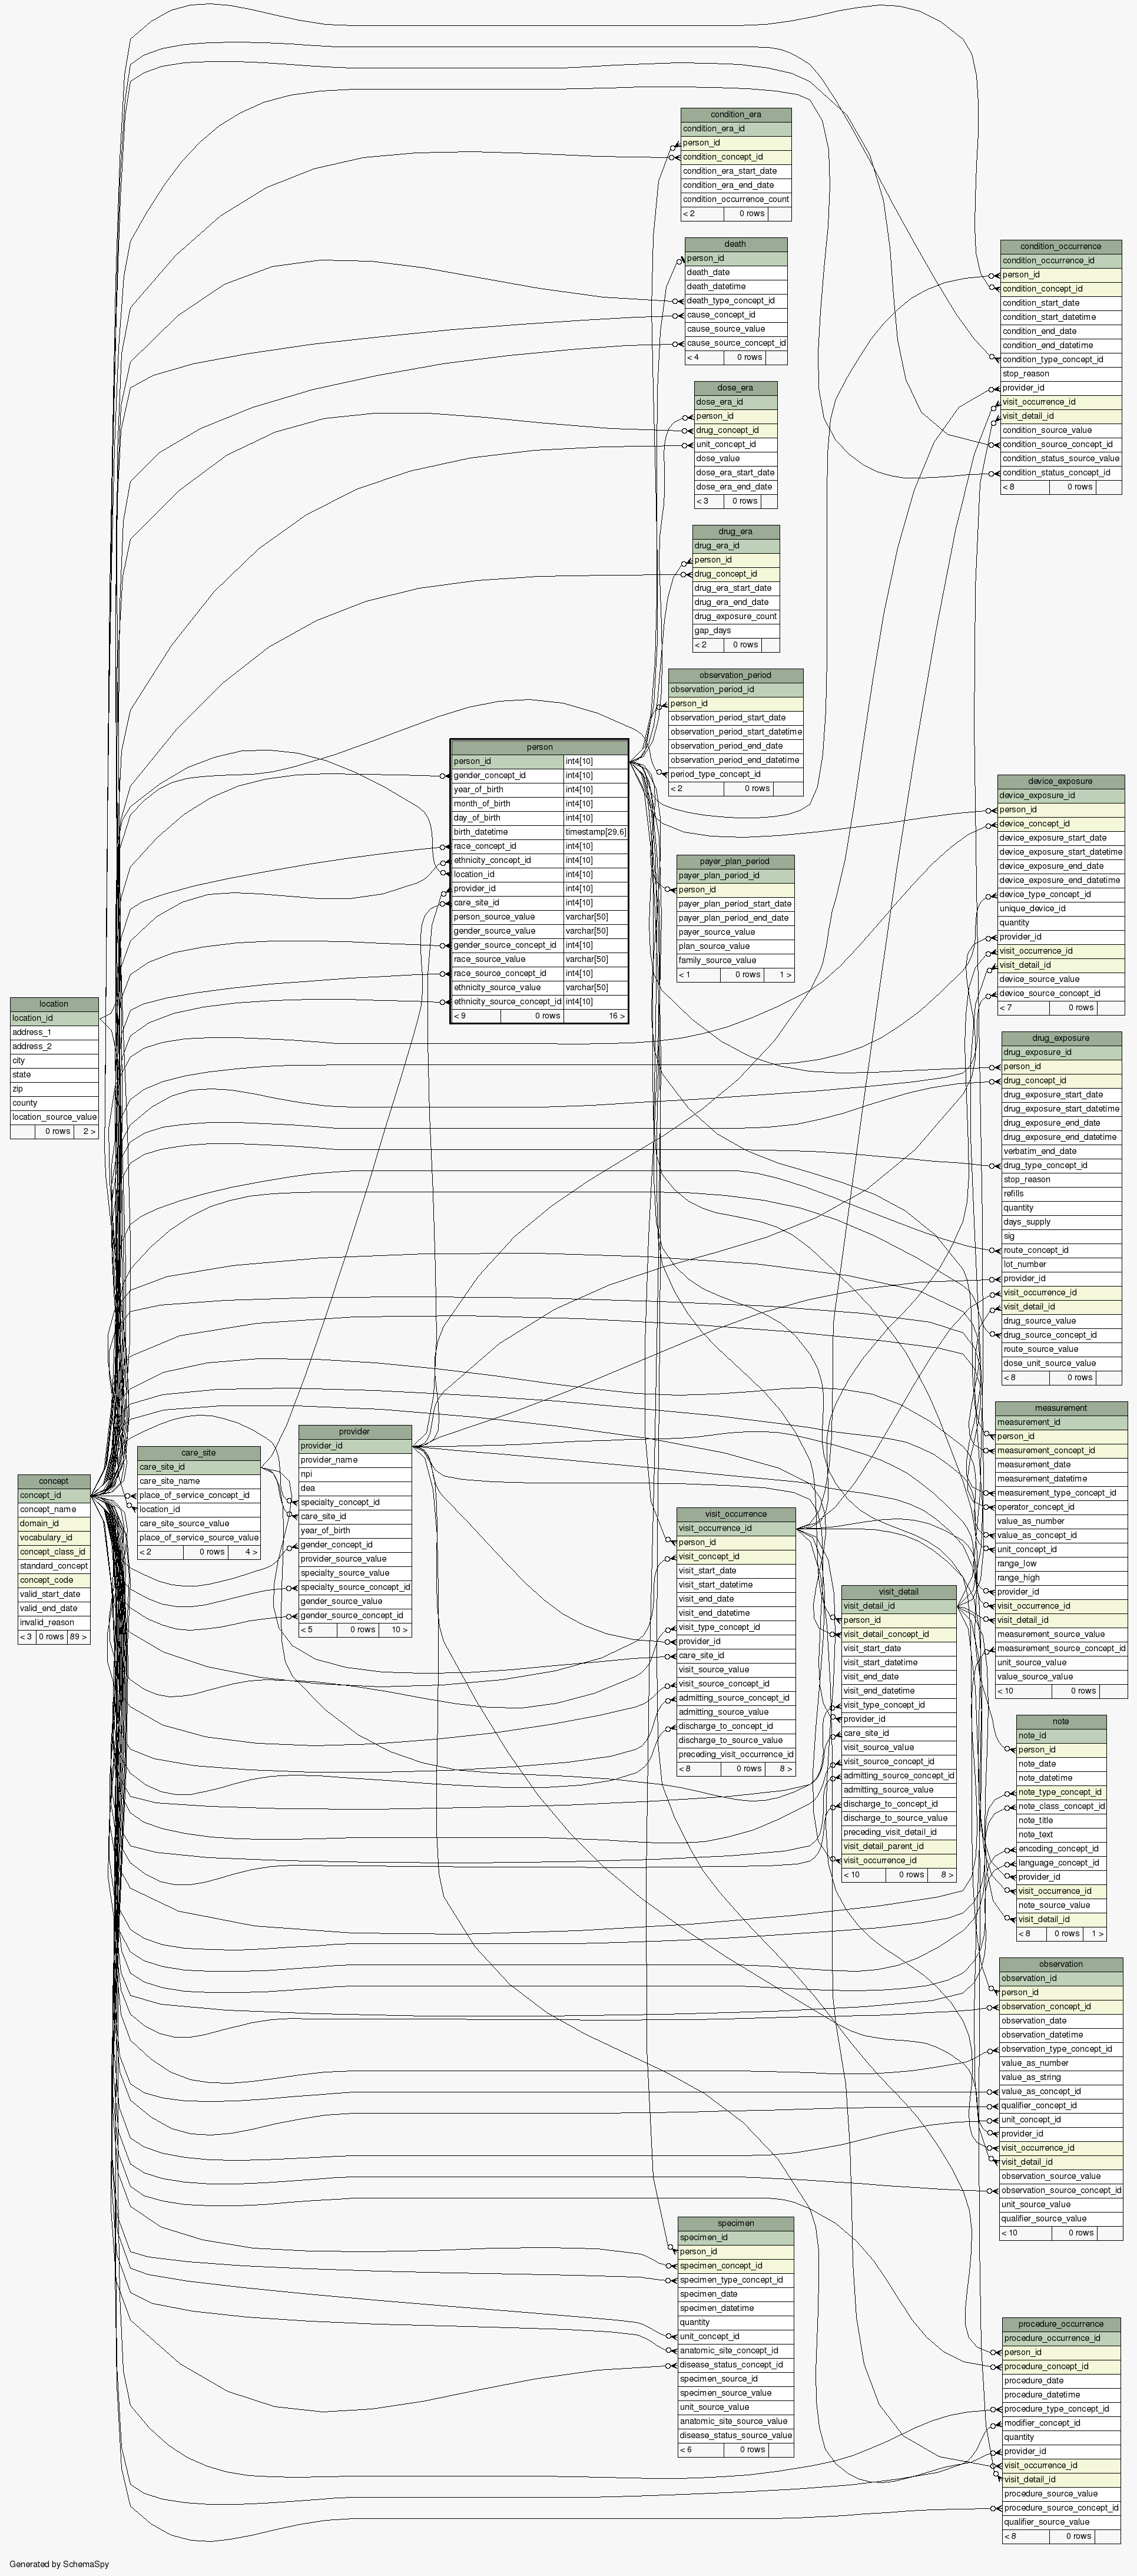 condition_era
condition_era_id
person_id
condition_concept_id
condition_era_start_date
condition_era_end_date
condition_occurrence_count
< 2 0 rows
death
person_id
death_date
death_datetime
death_type_concept_id
cause_concept_id
cause_source_value
cause_source_concept_id
< 4 0 rows
dose_era
dose_era_id
person_id
drug_concept_id
unit_concept_id
dose_value
dose_era_start_date
dose_era_end_date
< 3 0 rows
drug_era
drug_era_id
person_id
drug_concept_id
drug_era_start_date
drug_era_end_date
drug_exposure_count
gap_days
< 2 0 rows
observation_period
observation_period_id
person_id
observation_period_start_date
observation_period_start_datetime
observation_period_end_date
observation_period_end_datetime
period_type_concept_id
< 2 0 rows
person
person_id int4[10]
gender_concept_id int4[10]
year_of_birth int4[10]
month_of_birth int4[10]
day_of_birth int4[10]
birth_datetime timestamp[29,6]
race_concept_id int4[10]
ethnicity_concept_id int4[10]
location_id int4[10]
provider_id int4[10]
care_site_id int4[10]
person_source_value varchar[50]
gender_source_value varchar[50]
gender_source_concept_id int4[10]
race_source_value varchar[50]
race_source_concept_id int4[10]
ethnicity_source_value varchar[50]
ethnicity_source_concept_id int4[10]
< 9 0 rows 16 >
payer_plan_period
payer_plan_period_id
person_id
payer_plan_period_start_date
payer_plan_period_end_date
payer_source_value
plan_source_value
family_source_value
< 1 0 rows 1 >
condition_occurrence
condition_occurrence_id
person_id
condition_concept_id
condition_start_date
condition_start_datetime
condition_end_date
condition_end_datetime
condition_type_concept_id
stop_reason
provider_id
visit_occurrence_id
visit_detail_id
condition_source_value
condition_source_concept_id
condition_status_source_value
condition_status_concept_id
< 8 0 rows
device_exposure
device_exposure_id
person_id
device_concept_id
device_exposure_start_date
device_exposure_start_datetime
device_exposure_end_date
device_exposure_end_datetime
device_type_concept_id
unique_device_id
quantity
provider_id
visit_occurrence_id
visit_detail_id
device_source_value
device_source_concept_id
< 7 0 rows
location
location_id
address_1
address_2
city
state
zip
county
location_source_value
0 rows 2 >
drug_exposure
drug_exposure_id
person_id
drug_concept_id
drug_exposure_start_date
drug_exposure_start_datetime
drug_exposure_end_date
drug_exposure_end_datetime
verbatim_end_date
drug_type_concept_id
stop_reason
refills
quantity
days_supply
sig
route_concept_id
lot_number
provider_id
visit_occurrence_id
visit_detail_id
drug_source_value
drug_source_concept_id
route_source_value
dose_unit_source_value
< 8 0 rows
concept
concept_id
concept_name
domain_id
vocabulary_id
concept_class_id
standard_concept
concept_code
valid_start_date
valid_end_date
invalid_reason
< 3 0 rows 89 >
care_site
care_site_id
care_site_name
place_of_service_concept_id
location_id
care_site_source_value
place_of_service_source_value
< 2 0 rows 4 >
provider
provider_id
provider_name
npi
dea
specialty_concept_id
care_site_id
year_of_birth
gender_concept_id
provider_source_value
specialty_source_value
specialty_source_concept_id
gender_source_value
gender_source_concept_id
< 5 0 rows 10 >
visit_occurrence
visit_occurrence_id
person_id
visit_concept_id
visit_start_date
visit_start_datetime
visit_end_date
visit_end_datetime
visit_type_concept_id
provider_id
care_site_id
visit_source_value
visit_source_concept_id
admitting_source_concept_id
admitting_source_value
discharge_to_concept_id
discharge_to_source_value
preceding_visit_occurrence_id
< 8 0 rows 8 >
visit_detail
visit_detail_id
person_id
visit_detail_concept_id
visit_start_date
visit_start_datetime
visit_end_date
visit_end_datetime
visit_type_concept_id
provider_id
care_site_id
visit_source_value
visit_source_concept_id
admitting_source_concept_id
admitting_source_value
discharge_to_concept_id
discharge_to_source_value
preceding_visit_detail_id
visit_detail_parent_id
visit_occurrence_id
< 10 0 rows 8 >
measurement
measurement_id
person_id
measurement_concept_id
measurement_date
measurement_datetime
measurement_type_concept_id
operator_concept_id
value_as_number
value_as_concept_id
unit_concept_id
range_low
range_high
provider_id
visit_occurrence_id
visit_detail_id
measurement_source_value
measurement_source_concept_id
unit_source_value
value_source_value
< 10 0 rows
note
note_id
person_id
note_date
note_datetime
note_type_concept_id
note_class_concept_id
note_title
note_text
encoding_concept_id
language_concept_id
provider_id
visit_occurrence_id
note_source_value
visit_detail_id
< 8 0 rows 1 >
observation
observation_id
person_id
observation_concept_id
observation_date
observation_datetime
observation_type_concept_id
value_as_number
value_as_string
value_as_concept_id
qualifier_concept_id
unit_concept_id
provider_id
visit_occurrence_id
visit_detail_id
observation_source_value
observation_source_concept_id
unit_source_value
qualifier_source_value
< 10 0 rows
specimen
specimen_id
person_id
specimen_concept_id
specimen_type_concept_id
specimen_date
specimen_datetime
quantity
unit_concept_id
anatomic_site_concept_id
disease_status_concept_id
specimen_source_id
specimen_source_value
unit_source_value
anatomic_site_source_value
disease_status_source_value
< 6 0 rows
procedure_occurrence
procedure_occurrence_id
person_id
procedure_concept_id
procedure_date
procedure_datetime
procedure_type_concept_id
modifier_concept_id
quantity
provider_id
visit_occurrence_id
visit_detail_id
procedure_source_value
procedure_source_concept_id
qualifier_source_value
< 8 0 rows
Generated by SchemaSpy